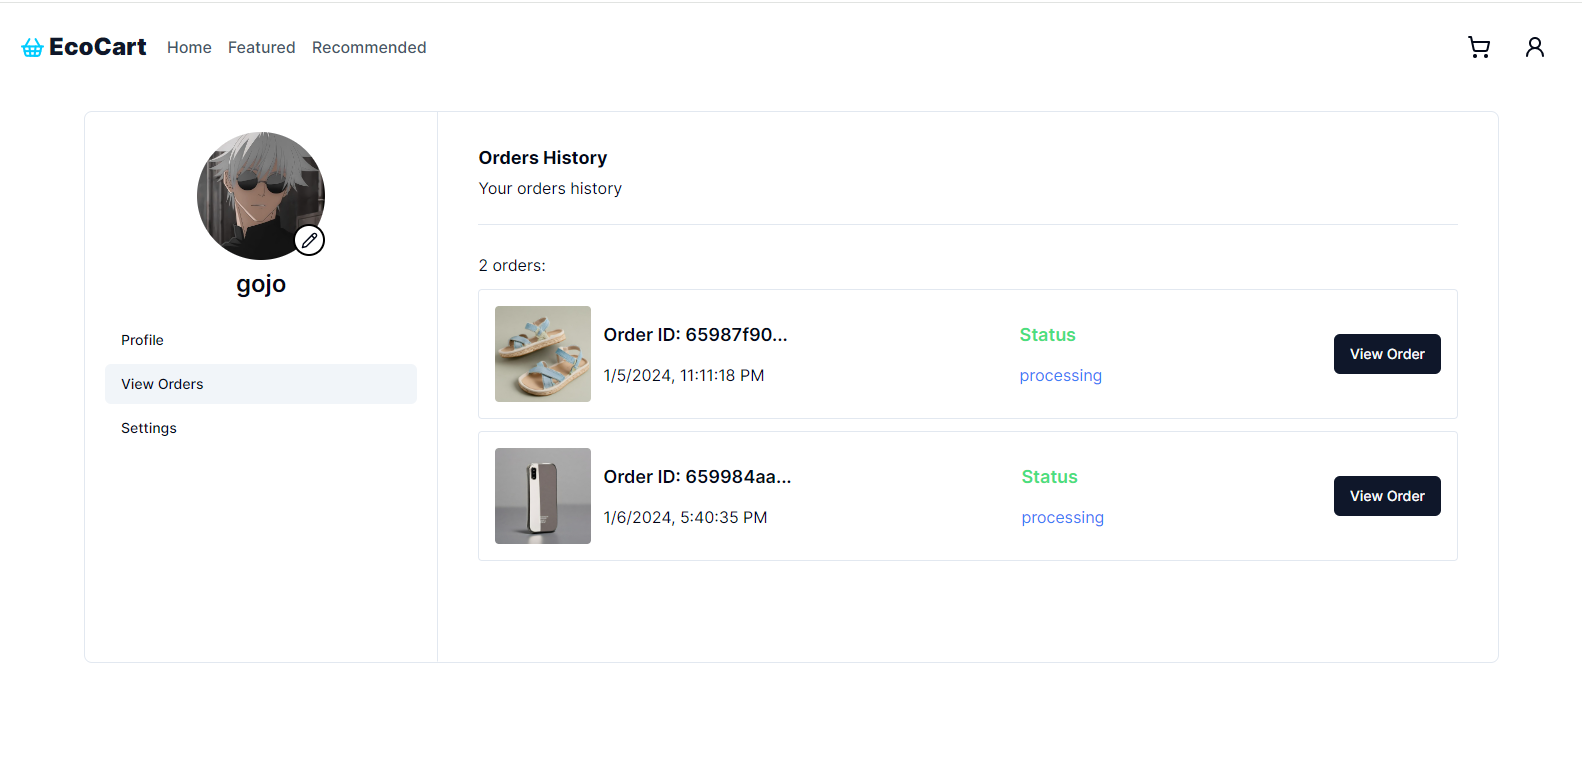 EcoCart Home Featured Recommended
gojo
Profile
View Orders
Settings
Orders History
Your orders history
2 orders:
Order ID: 65987f90...
1/5/2024, 11:11:18 PM
Status
processing
View Order
Order ID: 659984aa...
1/6/2024, 5:40:35 PM
Status
processing
View Order